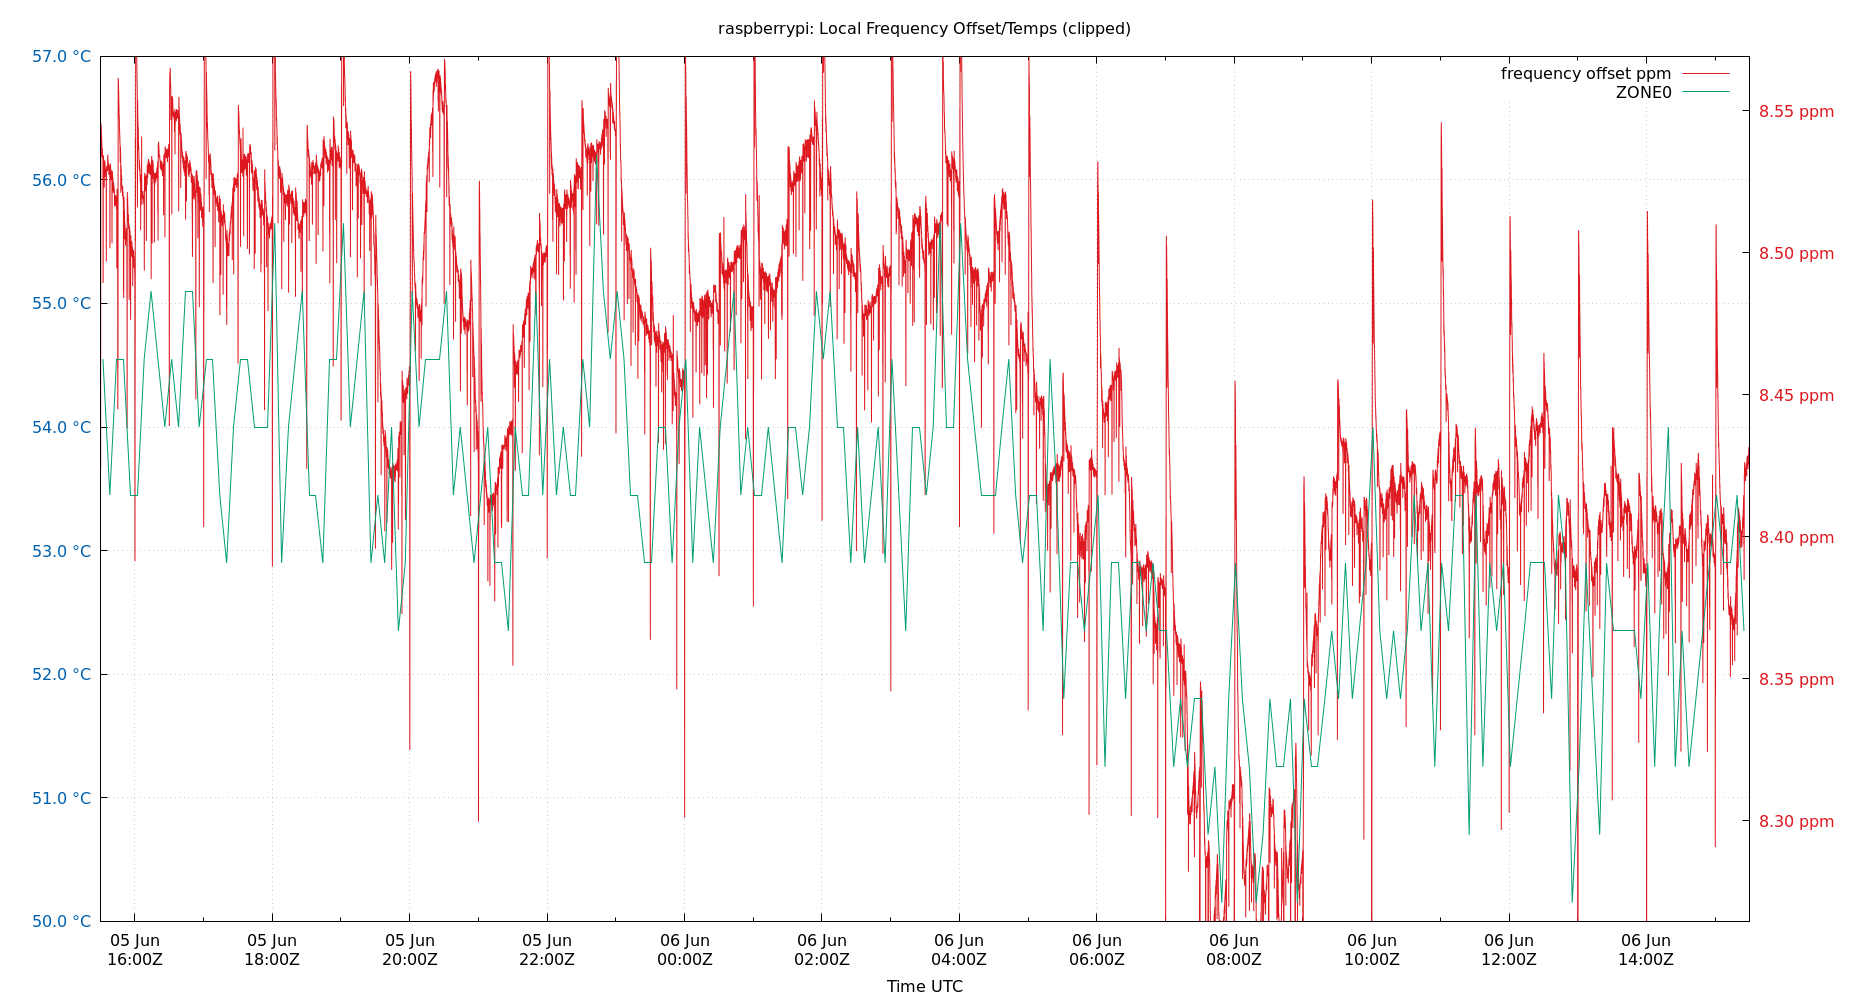 raspberrypi: Local Frequency Offset/Temps (clipped)
frequency offset ppm
ZONE0
57.0 °C
56.0 °C
55.0 °C
54.0 °C
53.0 °C
52.0 °C
51.0 °C
50.0 °C
8.55 ppm
8.50 ppm
8.45 ppm
8.40 ppm
8.35 ppm
8.30 ppm
05 Jun 05 Jun 05 Jun 05 Jun 06 Jun 06 Jun 06 Jun 06 Jun 06 Jun 06 Jun 06 Jun 06 Jun
16:00Z 18:00Z 20:00Z 22:00Z 00:00Z 02:00Z 04:00Z 06:00Z 08:00Z 10:00Z 12:00Z 14:00Z
Time UTC